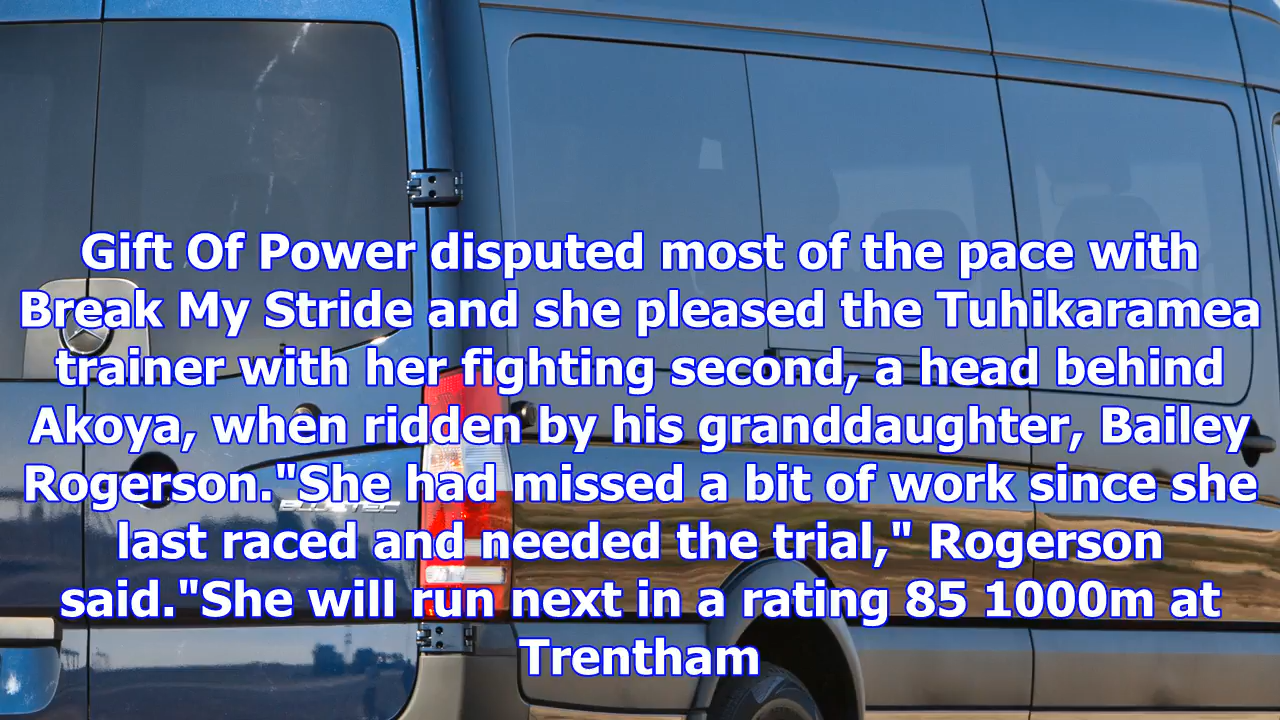 Gift Of Power disputed most of the pace with
Break My Stride and she pleased the Tuhikaramea
trainer with her fighting second, a head behind
Akoya, when ridden by his granddaughter, Bailey
Rogerson."She had missed a bit of work since she
last raced and needed the trial," Rogerson
said."She will run next in a rating 85 1000m at
Trentham
BLUETEC